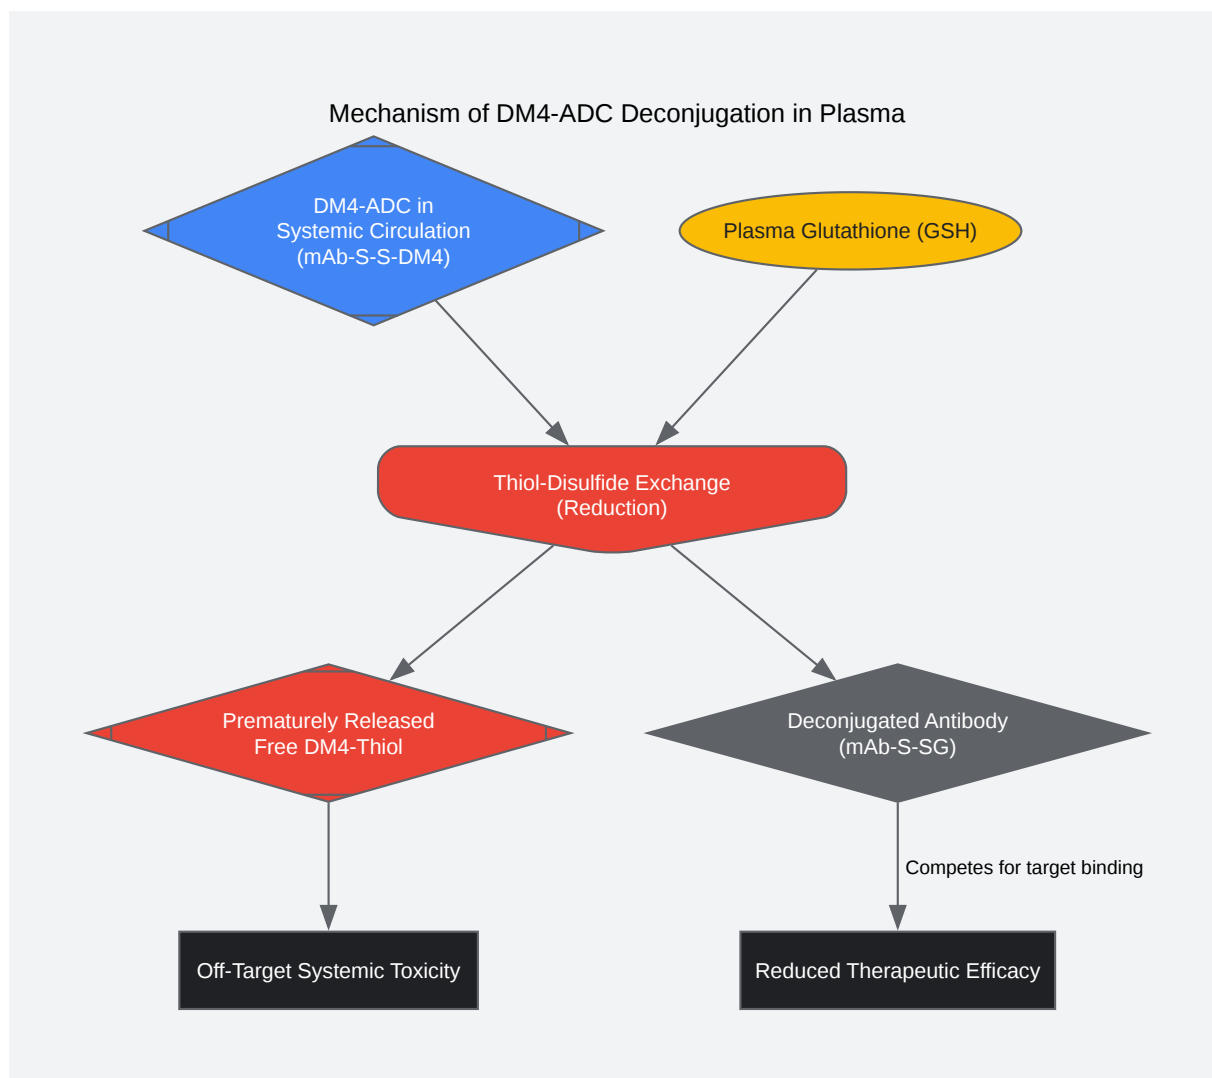 Mechanism of DM4-ADC Deconjugation in Plasma
DM4-ADC in
Systemic Circulation
(mAb-S-S-DM4)
Plasma Glutathione (GSH)
Thiol-Disulfide Exchange
(Reduction)
Prematurely Released
Free DM4-Thiol
Deconjugated Antibody
(mAb-S-SG)
Competes for target binding
Off-Target Systemic Toxicity
Reduced Therapeutic Efficacy